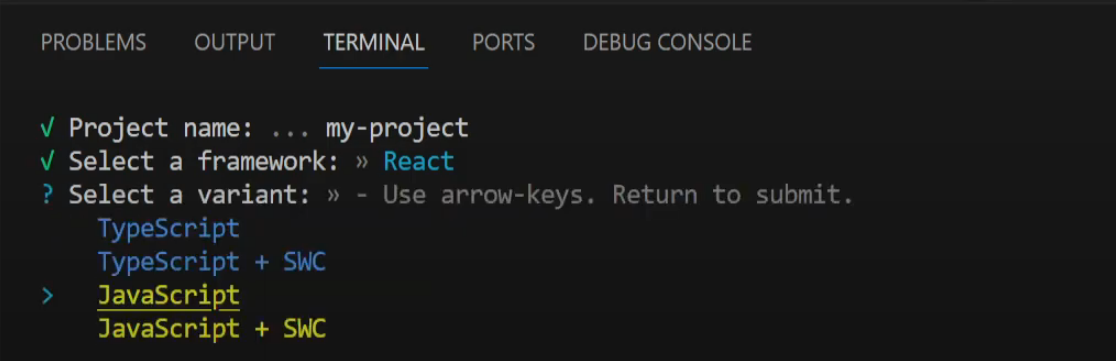 PROBLEMS OUTPUT TERMINAL PORTS DEBUG CONSOLE
√ Project name: ... my-project
√ Select a framework: » React
? Select a variant: » - Use arrow-keys. Return to submit.
TypeScript
TypeScript + SWC
> JavaScript
JavaScript + SWC